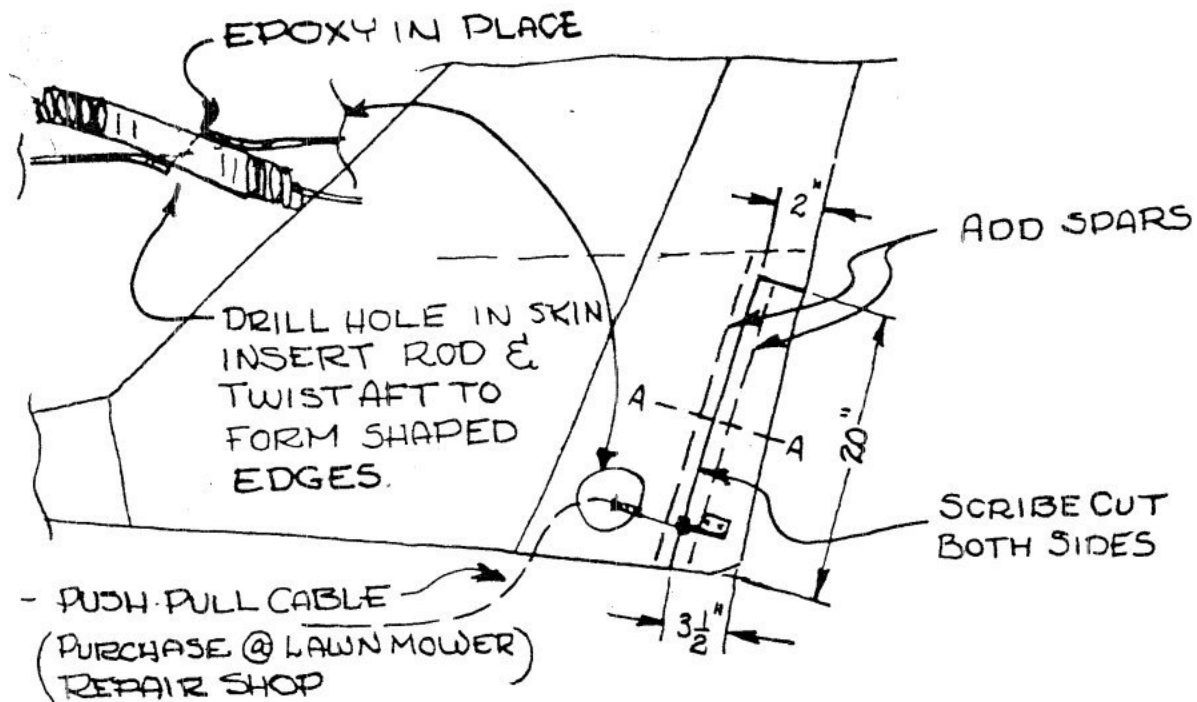 EPOXY IN PLACE
2"
ADD SPARS
DRILL HOLE IN SKIN
INSERT ROD &
TWIST AFT TO
FORM SHAPED
EDGES.
A
A
20"
SCRIBE CUT
BOTH SIDES
- PUSH-PULL CABLE
(PURCHASE @ LAWN MOWER)
REPAIR SHOP
3 1/2"